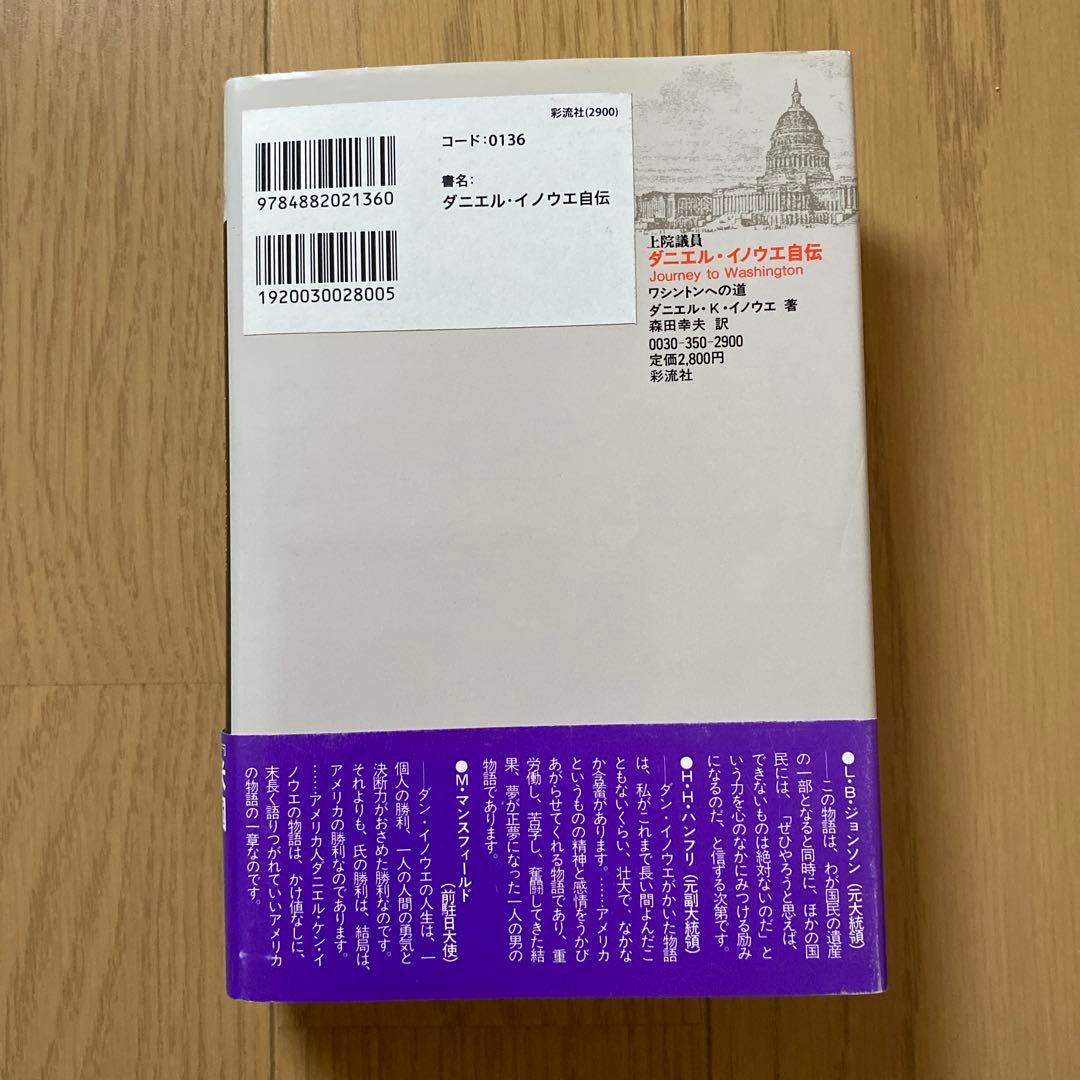 彩流社(2900)
コード:0136
書名:
ダニエル・イノウエ自伝
9784882021360
1920030028005
上院議員
ダニエル・イノウエ自伝
Journey to Washington
ワシントンへの道
ダニエル・K・イノウエ 著
森田幸夫 訳
0030-350-2900
定価2,800円
彩流社
●L・B・ジョンソン(元大統領)
──この物語は、わが国民の遺産
の一部となると同時に、ほかの国
民には、「ぜひやろうと思えば、
できないものは絶対ないのだ」と
いう力を心のなかにみつける励み
になるのだ、と信ずる次第です。
●H・H・ハンフリ(元副大統領)
──ダン・イノウエがかいた物語
は、私がこれまで長い間よんだこ
ともないくらい、壮大で、なかな
か含蓄があります。……アメリカ
というものの精神と感情をうかび
あがらせてくれる物語であり、重
労働し、苦学し、奮闘してきた結
果、夢が正夢になった一人の男の
物語であります。
●M・マンスフィールド
(前駐日大使)
──ダン・イノウエの人生は、一
個人の勝利、一人の人間の勇気と
決断力がおさめた勝利なのです。
それよりも、氏の勝利は、結局は、
アメリカの勝利なのであります。
……アメリカ人ダニエル・ケン・イ
ノウエの物語は、かけ値なしに、
末長く語りつがれていいアメリカ
の物語の一章なのです。